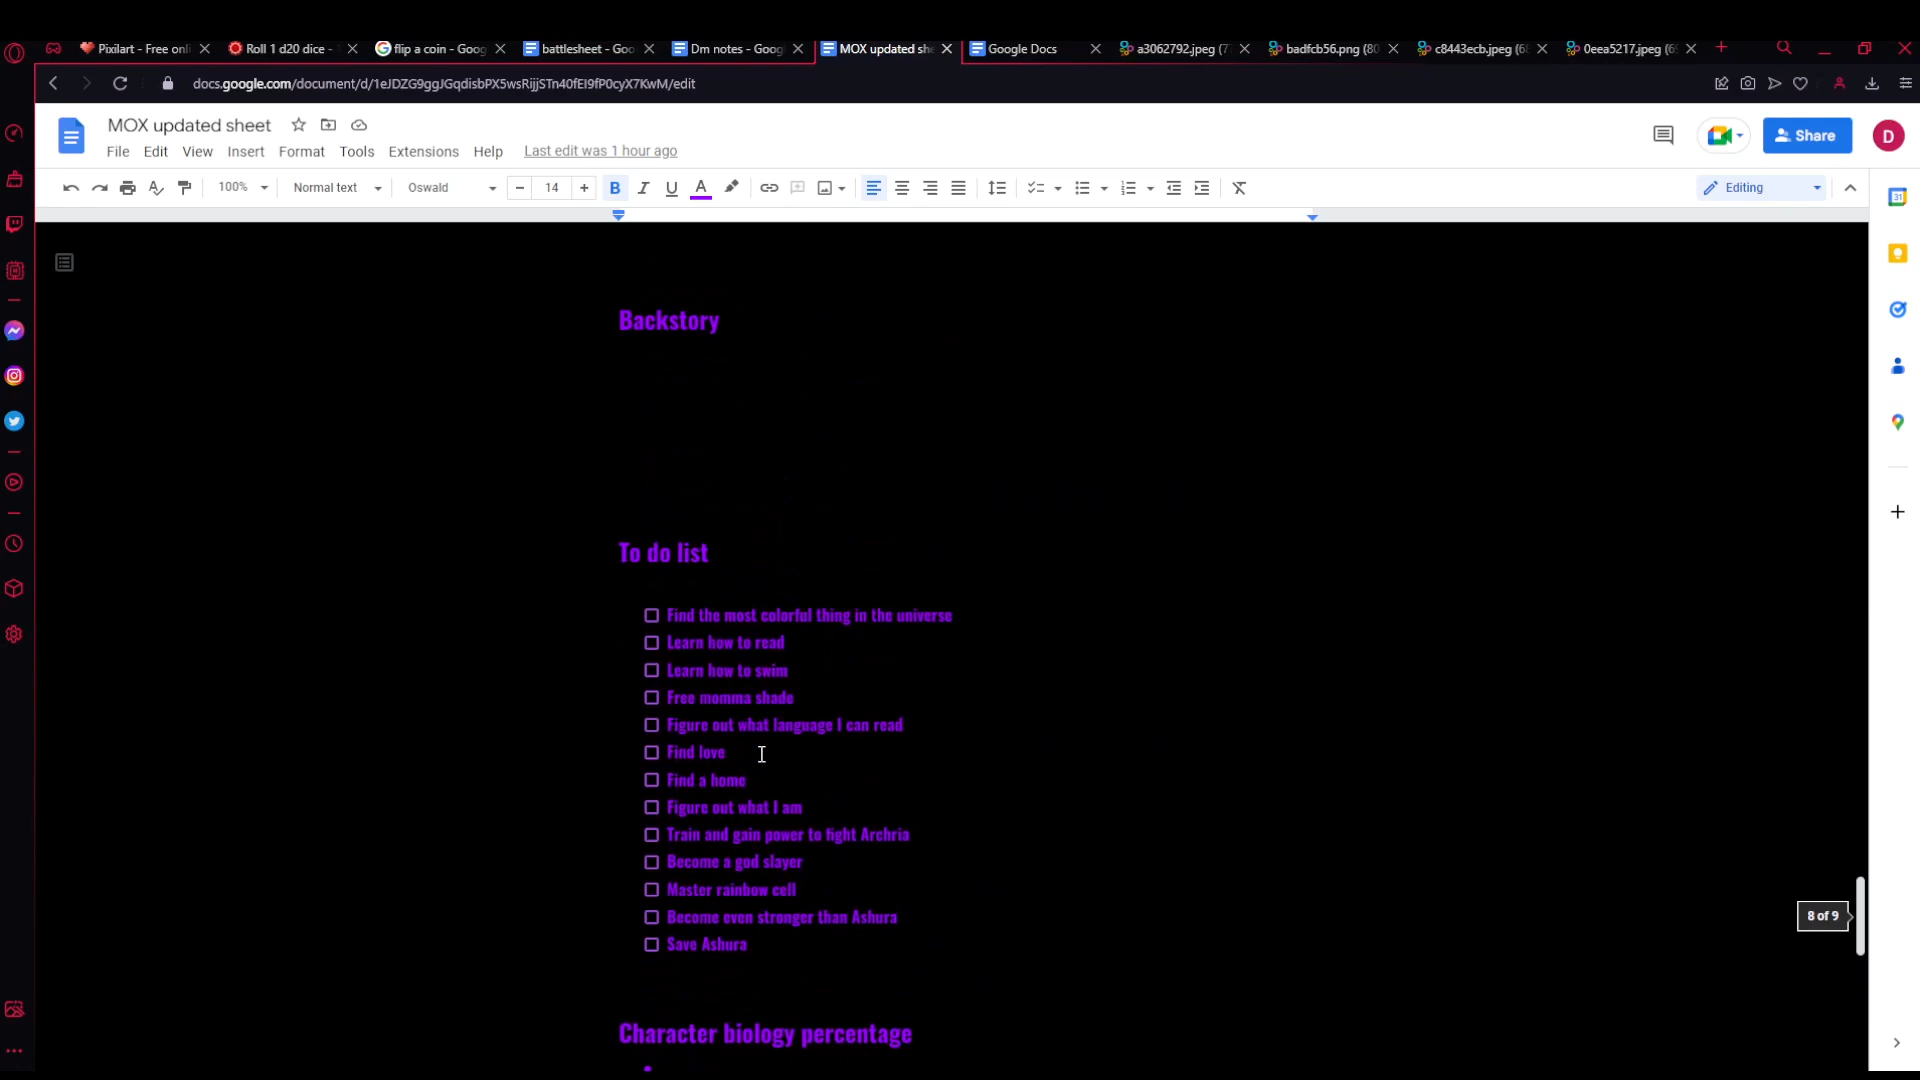 Pixilart - Free onli
Roll 1 d20 dice -
flip a coin - Goog
battlesheet - Goo
Dm notes - Goog
MOX updated she
Google Docs
a3062792.jpeg (7
badfcb56.png (80
c8443ecb.jpeg (6
0eea5217.jpeg (6
docs.google.com/document/d/1eJDZG9ggJGqdisbPX5wsRijjSTn40fEI9fP0cyX7KwM/edit
MOX updated sheet
Share
D
File Edit View Insert Format Tools Extensions Help Last edit was 1 hour ago
100% Normal text Oswald 14 B I U A Editing
31
Backstory
To do list
Find the most colorful thing in the universe
Learn how to read
Learn how to swim
Free momma shade
Figure out what language I can read
Find love
Find a home
Figure out what I am
Train and gain power to fight Archria
Become a god slayer
Master rainbow cell
Become even stronger than Ashura
8 of 9
Save Ashura
Character biology percentage